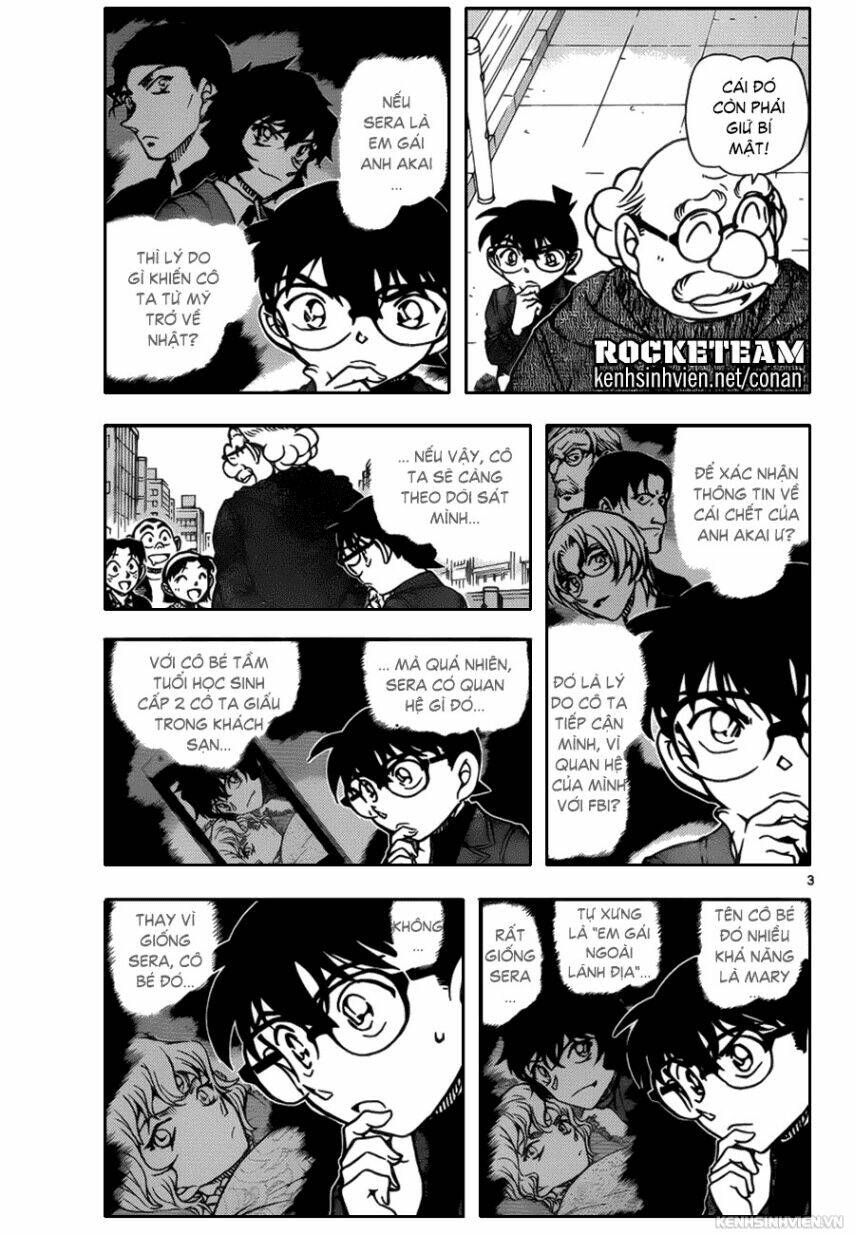 CÁI ĐÓ
CÒN PHẢI
GIỮ BÍ
MẬT!
ROCKETEAM
kenhsinhvien.net/conan
NẾU
SERA LÀ
EM GÁI
ANH AKAI
...
THÌ LÝ DO
GÌ KHIẾN CÔ
TA TỪ MỸ
TRỞ VỀ
NHẬT?
ĐỂ XÁC NHẬN
THÔNG TIN VỀ
CÁI CHẾT CỦA
ANH AKAI Ư?
ĐÓ LÀ LÝ
DO CÔ TA
TIẾP CẬN
MÌNH, VÌ
QUAN HỆ
CỦA MÌNH
VỚI FBI?
... NẾU VẬY, CÔ
TA SẼ CÀNG
THEO DÕI SÁT
MÌNH...
... MÀ QUẢ NHIÊN,
SERA CÓ QUAN
HỆ GÌ ĐÓ...
VỚI CÔ BÉ TẦM
TUỔI HỌC SINH
CẤP 2 CÔ TA GIẤU
TRONG KHÁCH
SẠN...
3
TÊN CÔ BÉ
ĐÓ NHIỀU
KHẢ NĂNG
LÀ MARY
...
TỰ XƯNG
LÀ "EM GÁI
NGOÀI
LÃNH ĐỊA"...
RẤT
GIỐNG
SERA
...
KHÔNG
...
THAY VÌ
GIỐNG
SERA, CÔ
BÉ ĐÓ...
KENHSINHVIEN.VN